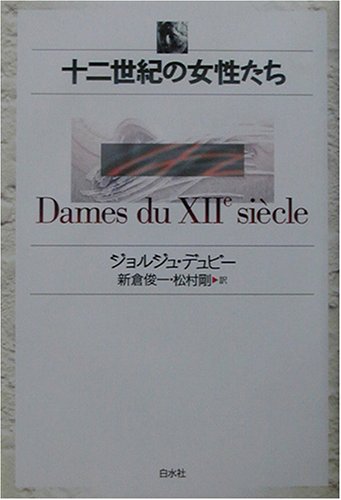 十二世紀の女性たち
Dames du XIIe siècle
ジョルジュ・デュビー
新倉俊一・松村剛▶訳
白水社